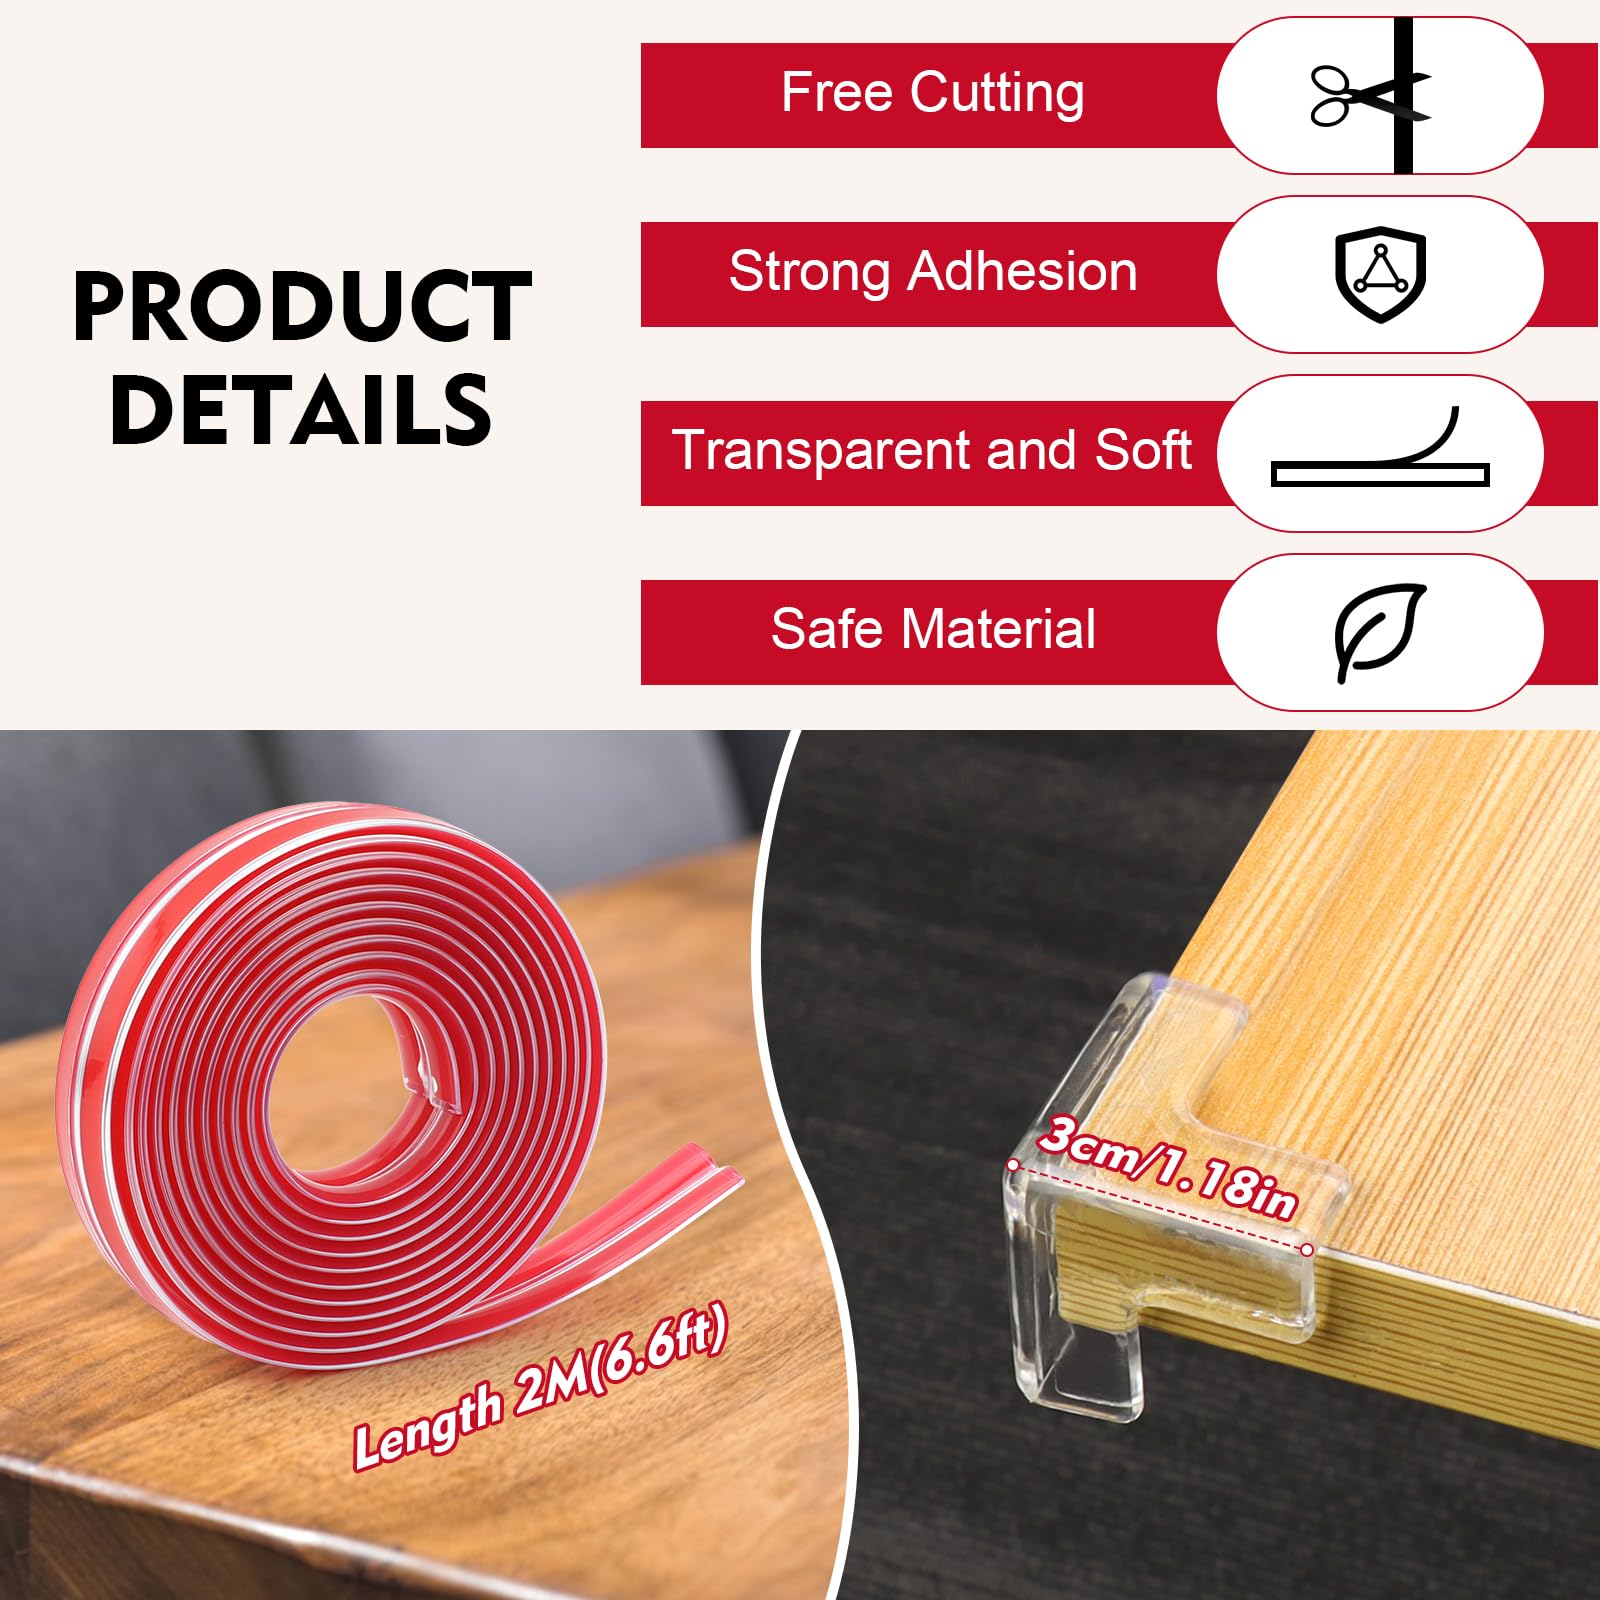 PRODUCT
DETAILS
Free Cutting
Strong Adhesion
Transparent and Soft
Safe Material
Length 2M(6.6ft)
3cm/1.18in